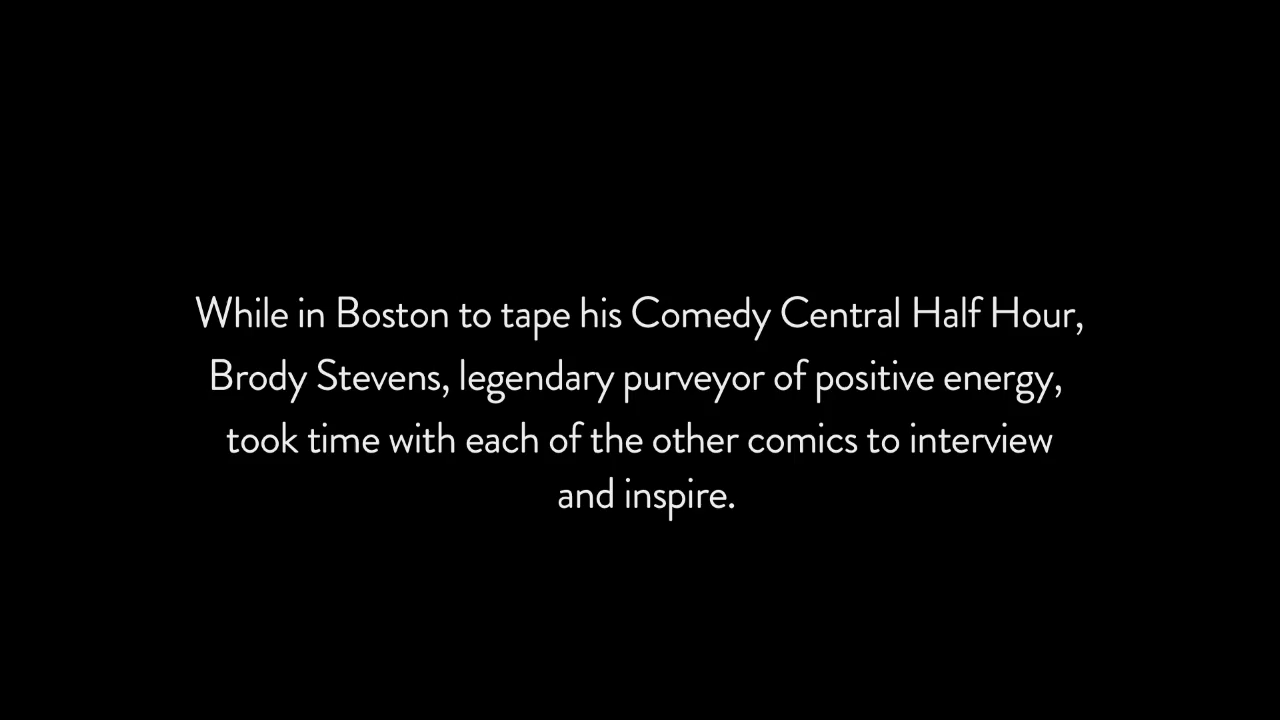 While in Boston to tape his Comedy Central Half Hour,
Brody Stevens, legendary purveyor of positive energy,
took time with each of the other comics to interview
and inspire.